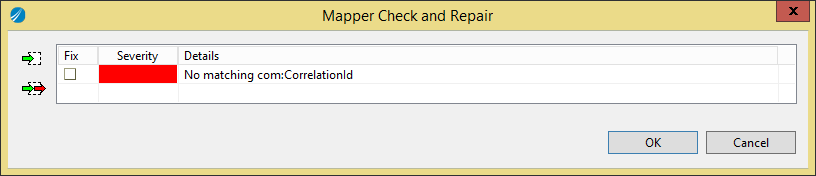 Mapper Check and Repair
Fix Severity Details
No matching com:CorrelationId
OK Cancel